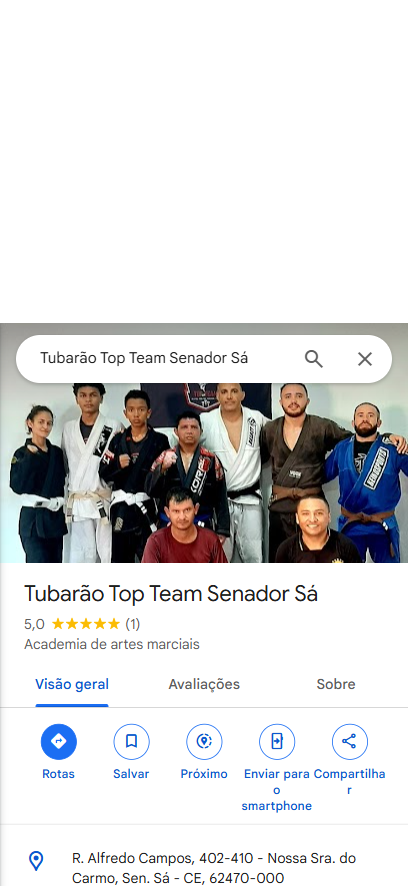 Tubarão Top Team Senador Sá
Tubarão Top Team Senador Sá
5,0 (1)
Academia de artes marciais
Visão geral Avaliações Sobre
Rotas Salvar Próximo Enviar para o smartphone Compartilhar
R. Alfredo Campos, 402-410 - Nossa Sra. do
Carmo, Sen. Sá - CE, 62470-000